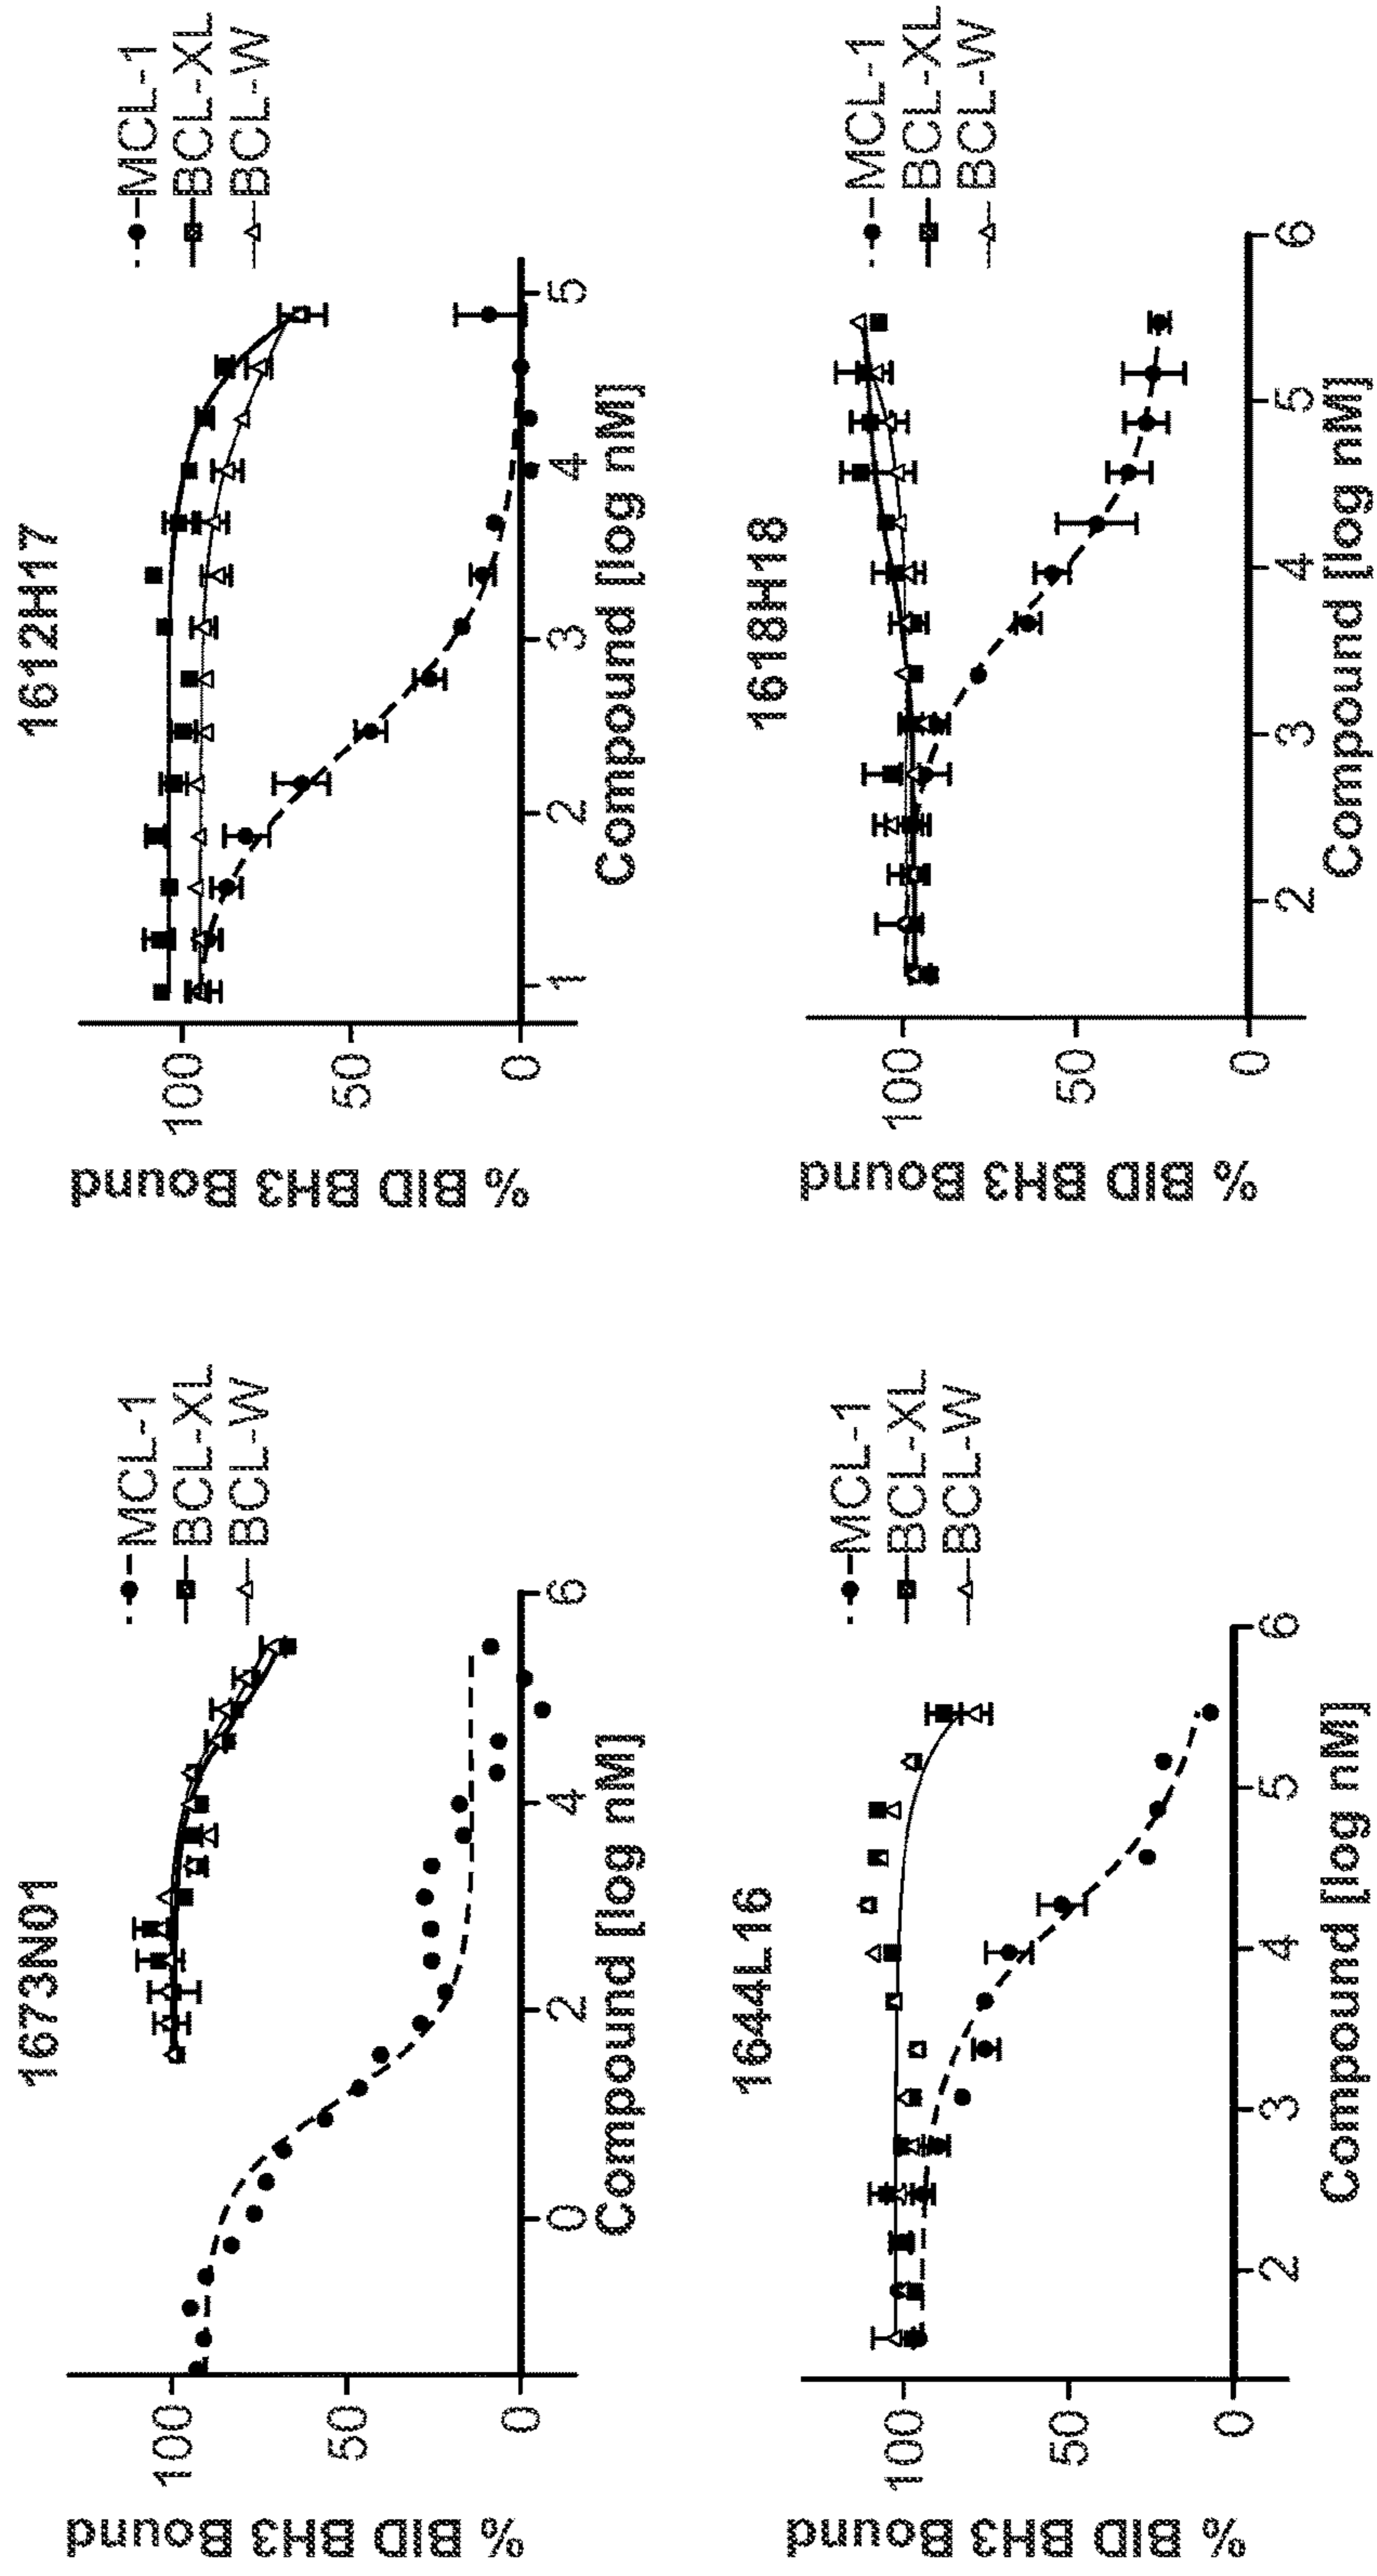 1673N01
% BID BH3 Bound
100
50
0
0
2
4
6
Compound [log nM]
MCL-1
BCL-XL
BCL-W
1612H17
% BID BH3 Bound
100
50
0
1
2
3
4
5
Compound [log nM]
MCL-1
BCL-XL
BCL-W
1644L16
% BID BH3 Bound
100
50
0
2
3
4
5
6
Compound [log nM]
MCL-1
BCL-XL
BCL-W
1618H18
% BID BH3 Bound
100
50
0
2
3
4
5
6
Compound [log nM]
MCL-1
BCL-XL
BCL-W